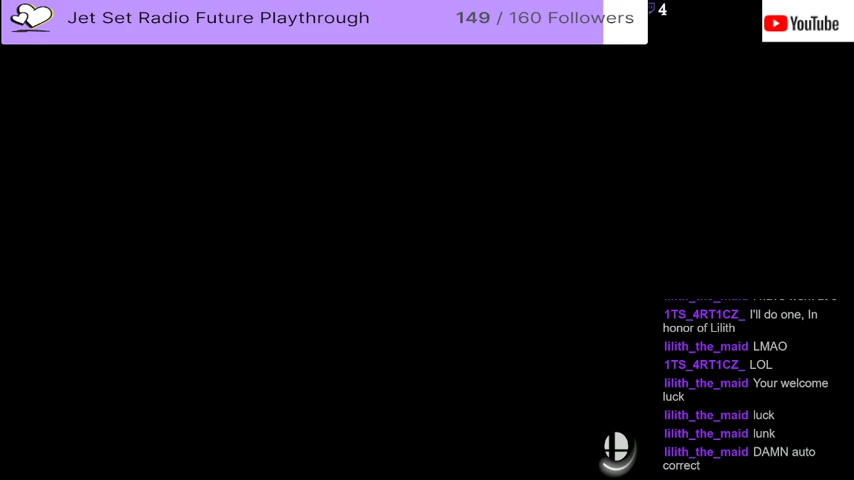 Jet Set Radio Future Playthrough 149 / 160 Followers 4
YouTube
1TS_4RT1CZ_ I'll do one, In
honor of Lilith
lilith_the_maid LMAO
1TS_4RT1CZ_ LOL
lilith_the_maid Your welcome
luck
lilith_the_maid luck
lilith_the_maid lunk
lilith_the_maid DAMN auto
correct